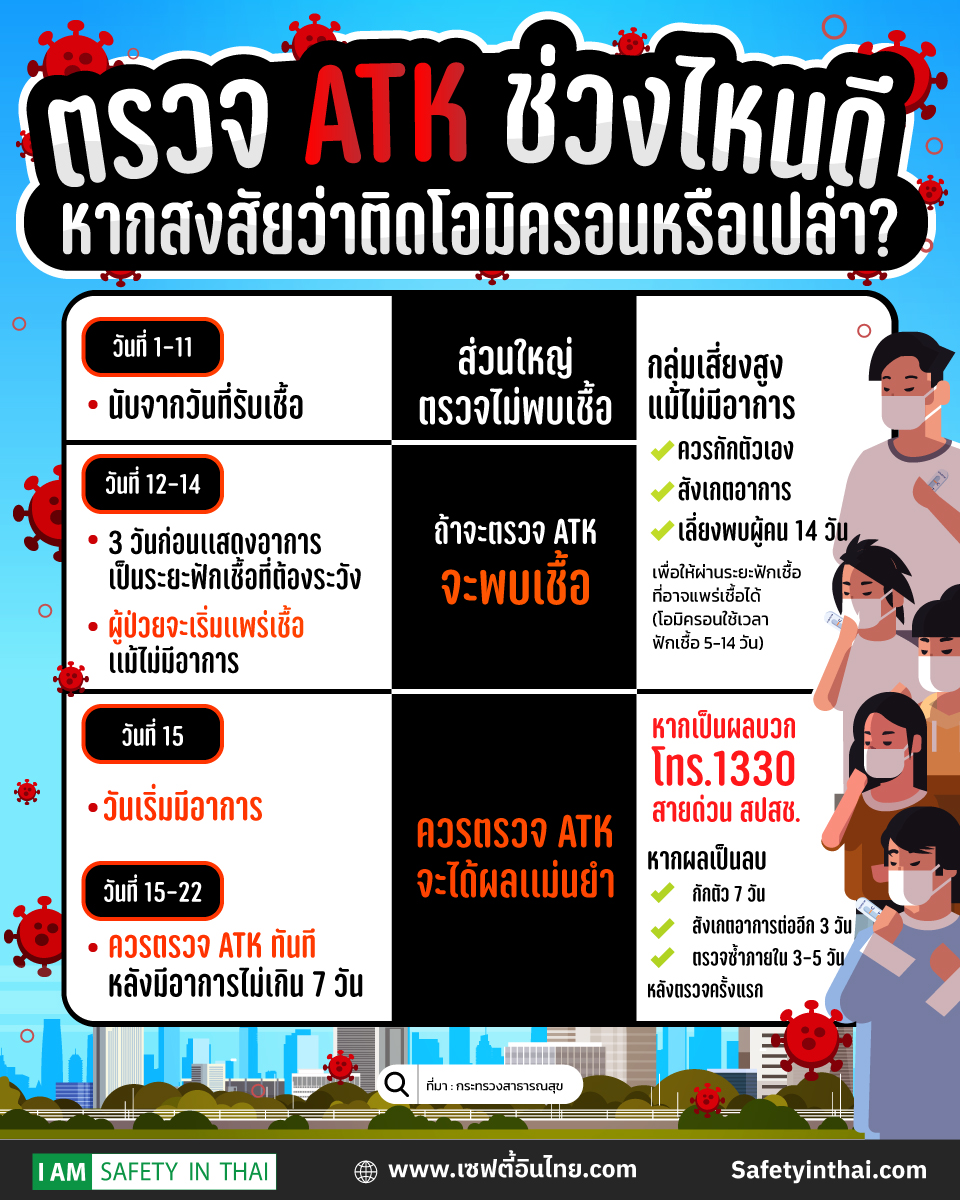 ตรวจ ATK ช่วงไหนดี
หากสงสัยว่าติดโอมิครอนหรือเปล่า?
วันที่ 1-11
• นับจากวันที่รับเชื้อ
ส่วนใหญ่
ตรวจไม่พบเชื้อ
กลุ่มเสี่ยงสูง
แม้ไม่มีอาการ
ควรกักตัวเอง
สังเกตอาการ
เลี่ยงพบผู้คน 14 วัน
เพื่อให้ผ่านระยะฟักเชื้อ
ที่อาจแพร่เชื้อได้
(โอมิครอนใช้เวลา
ฟักเชื้อ 5-14 วัน)
วันที่ 12-14
• 3 วันก่อนแสดงอาการ
เป็นระยะฟักเชื้อที่ต้องระวัง
• ผู้ป่วยจะเริ่มแพร่เชื้อ
แม้ไม่มีอาการ
ถ้าจะตรวจ ATK
จะพบเชื้อ
วันที่ 15
• วันเริ่มมีอาการ
วันที่ 15-22
• ควรตรวจ ATK ทันที
หลังมีอาการไม่เกิน 7 วัน
ควรตรวจ ATK
จะได้ผลแม่นยำ
หากเป็นผลบวก
โทร.1330
สายด่วน สปสช.
หากผลเป็นลบ
กักตัว 7 วัน
สังเกตอาการต่ออีก 3 วัน
ตรวจซ้ำภายใน 3-5 วัน
หลังตรวจครั้งแรก
ที่มา : กระทรวงสาธารณสุข
I AM SAFETY IN THAI
www.เซฟตี้อินไทย.com
Safetyinthai.com